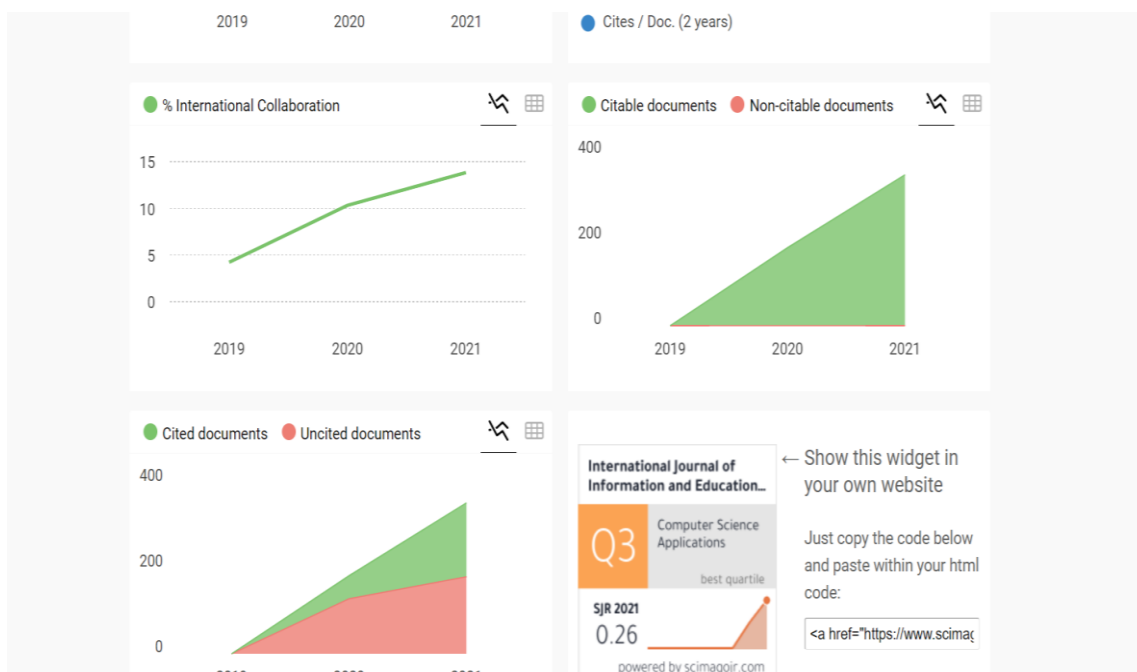 2019 2020 2021
Cites / Doc. (2 years)
% International Collaboration
15
10
5
0
2019 2020 2021
Citable documents Non-citable documents
400
200
0
2019 2020 2021
Cited documents Uncited documents
400
200
0
International Journal of
Information and Education...
Q3
Computer Science
Applications
best quartile
SJR 2021
0.26
powered by scimagojr.com
← Show this widget in
your own website
Just copy the code below
and paste within your html
code:
<a href="https://www.scimag